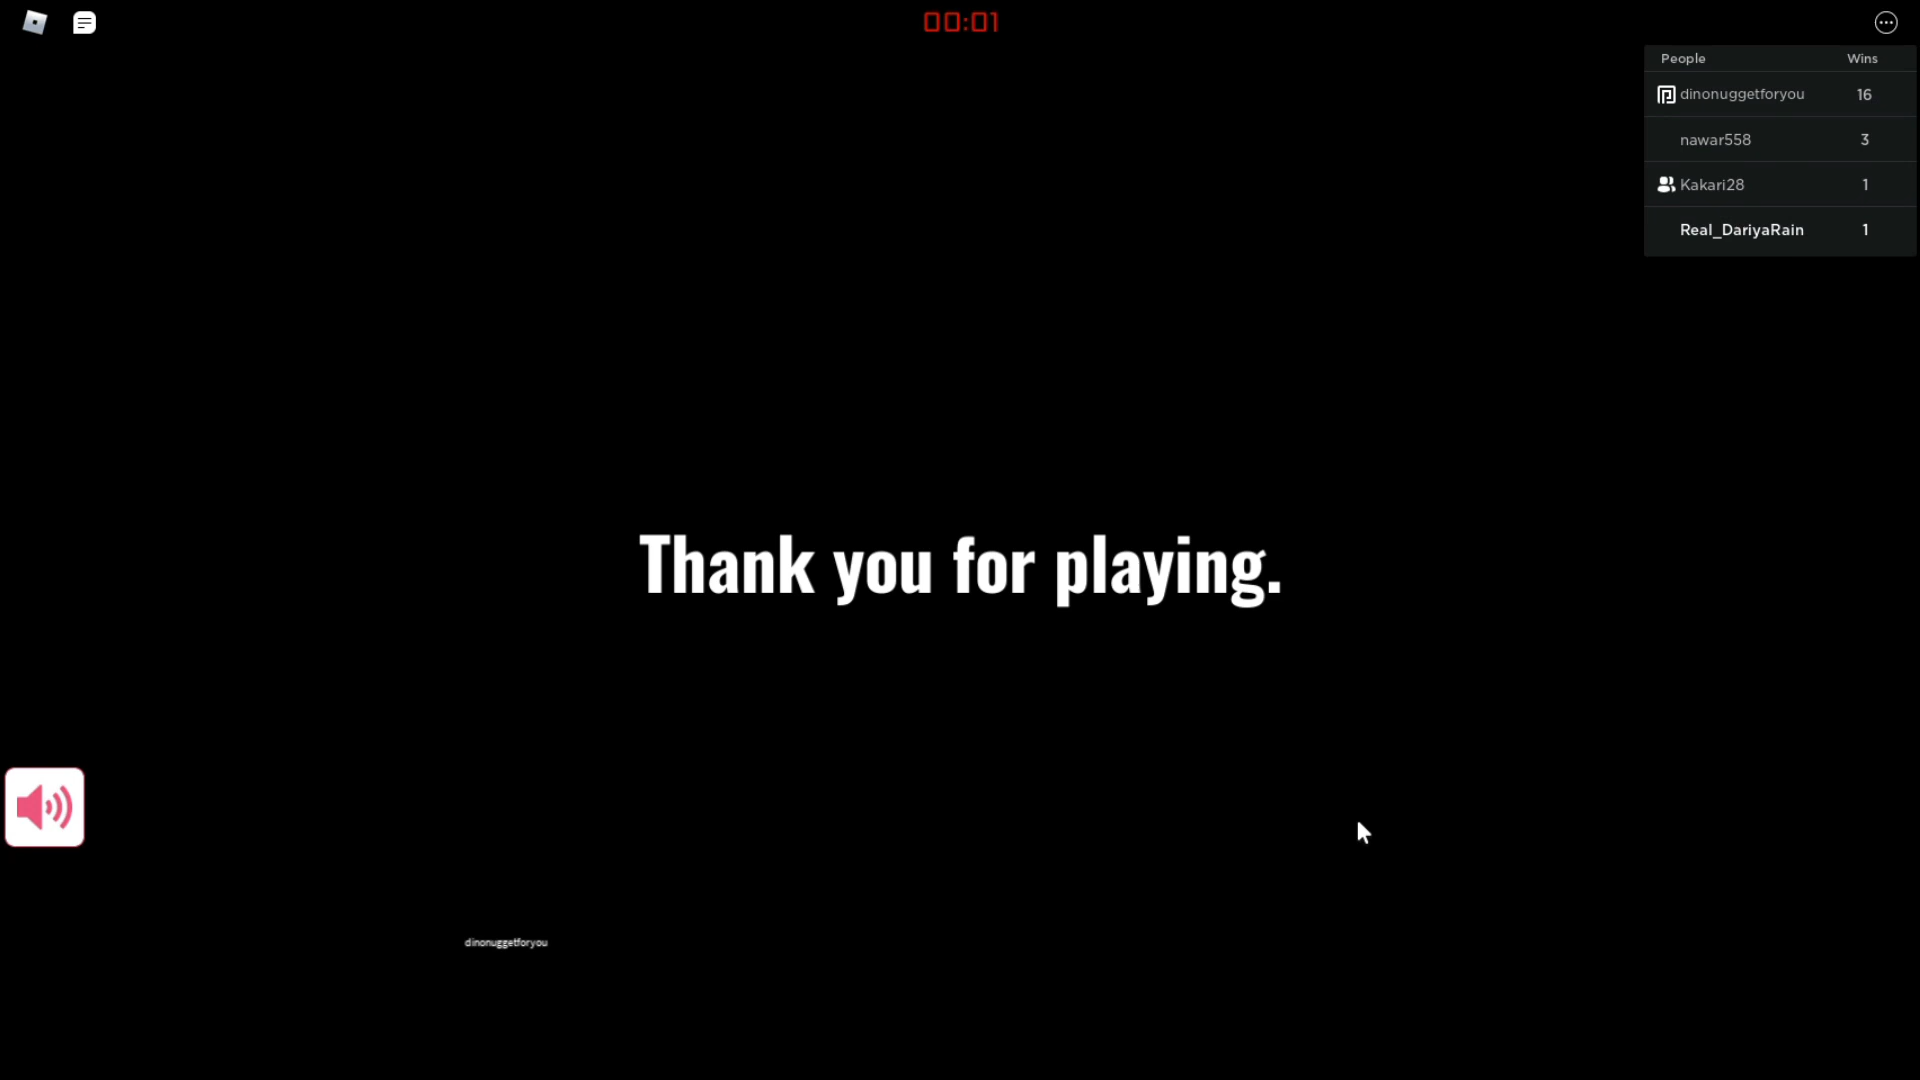 00:01
People Wins
dinonuggetforyou 16
nawar558 3
Kakari28 1
Real_DariyaRain 1
Thank you for playing.
dinonuggetforyou